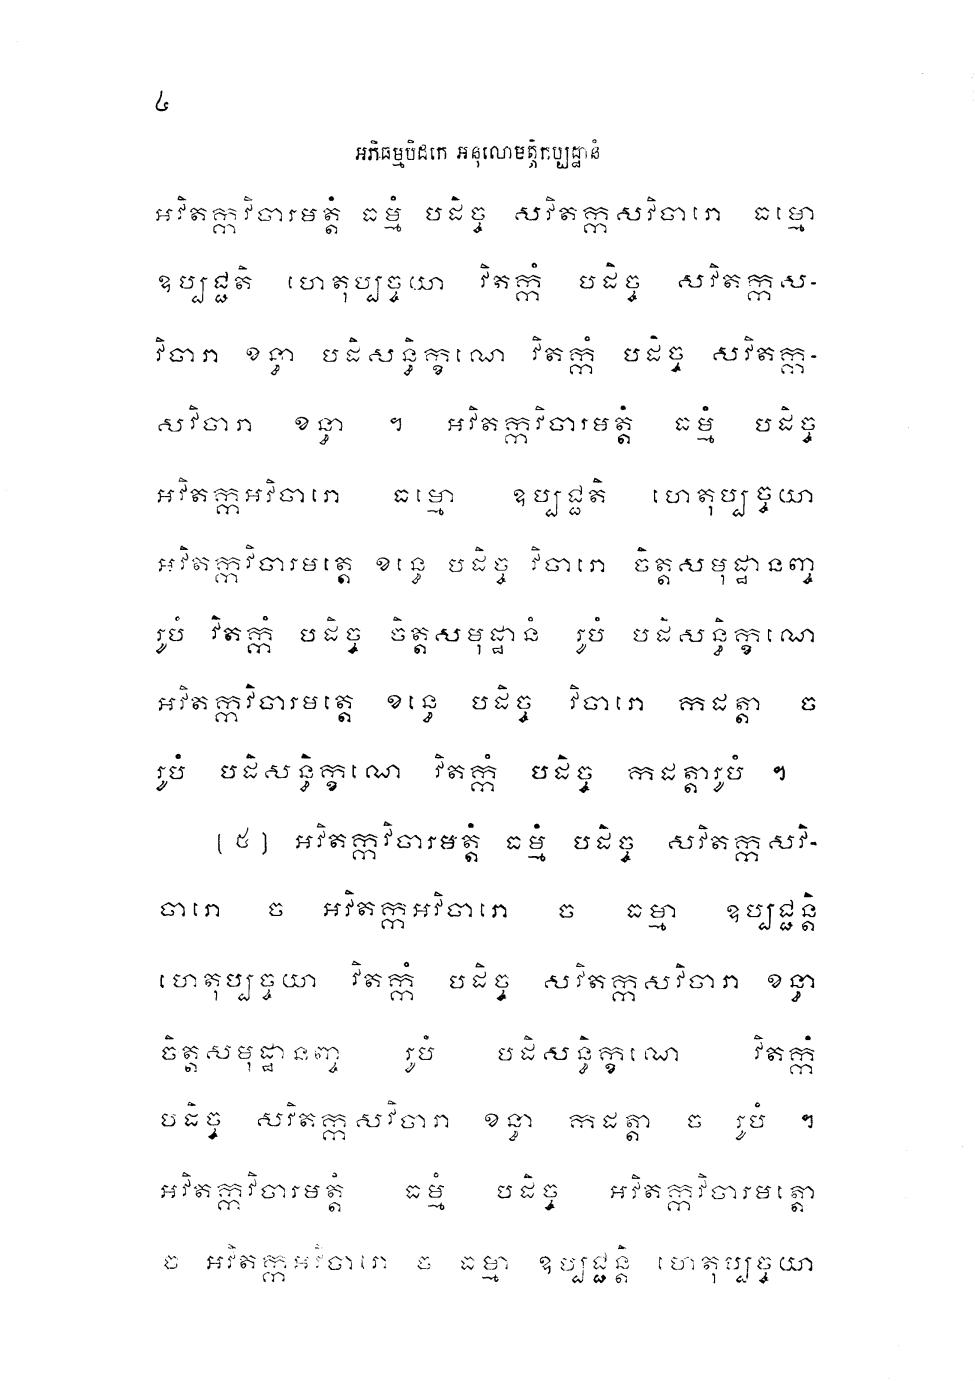 ៤
អភិធម្មបិដកេ អនុលោមត្តិកប្បដ្ឋានំ
អវិតក្កវិចារមត្តំ ធម្មំ បដិច្ច សវិតក្កសវិចារោ ធម្មោ
ឧប្បជ្ជតិ ហេតុប្បច្ចយា វិតក្កំ បដិច្ច សវិតក្កស-
វិចារា ខន្ធា បដិសន្ធិក្ខណេ វិតក្កំ បដិច្ច សវិតក្ក-
សវិចារា ខន្ធា ។ អវិតក្កវិចារមត្តំ ធម្មំ បដិច្ច
អវិតក្កអវិចារោ ធម្មោ ឧប្បជ្ជតិ ហេតុប្បច្ចយា
អវិតក្កវិចារមត្តេ ខន្ធេ បដិច្ច វិចារោ ចិត្តសមុដ្ឋានញ្ច
រូបំ វិតក្កំ បដិច្ច ចិត្តសមុដ្ឋានំ រូបំ បដិសន្ធិក្ខណេ
អវិតក្កវិចារមត្តេ ខន្ធេ បដិច្ច វិចារោ កដត្តា ច
រូបំ បដិសន្ធិក្ខណេ វិតក្កំ បដិច្ច កដត្តារូបំ ។
[៥] អវិតក្កវិចារមត្តំ ធម្មំ បដិច្ច សវិតក្កសវិ-
ចារោ ច អវិតក្កអវិចារោ ច ធម្មា ឧប្បជ្ជន្តិ
ហេតុប្បច្ចយា វិតក្កំ បដិច្ច សវិតក្កសវិចារា ខន្ធា
ចិត្តសមុដ្ឋានញ្ច រូបំ បដិសន្ធិក្ខណេ វិតក្កំ
បដិច្ច សវិតក្កសវិចារា ខន្ធា កដត្តា ច រូបំ ។
អវិតក្កវិចារមត្តំ ធម្មំ បដិច្ច អវិតក្កវិចារមត្តោ
ច អវិតក្កអវិចារោ ច ធម្មា ឧប្បជ្ជន្តិ ហេតុប្បច្ចយា